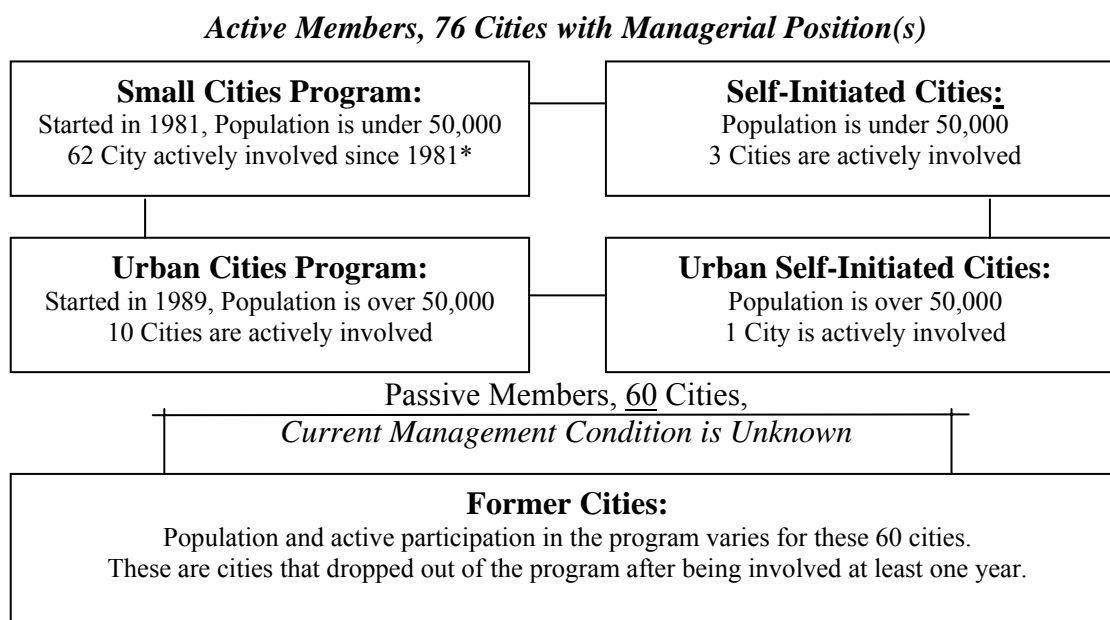 Active Members, 76 Cities with Managerial Position(s)
Small Cities Program:
Started in 1981, Population is under 50,000
62 City actively involved since 1981*
Self-Initiated Cities:
Population is under 50,000
3 Cities are actively involved
Urban Cities Program:
Started in 1989, Population is over 50,000
10 Cities are actively involved
Urban Self-Initiated Cities:
Population is over 50,000
1 City is actively involved
Passive Members, 60 Cities,
Current Management Condition is Unknown
Former Cities:
Population and active participation in the program varies for these 60 cities.
These are cities that dropped out of the program after being involved at least one year.